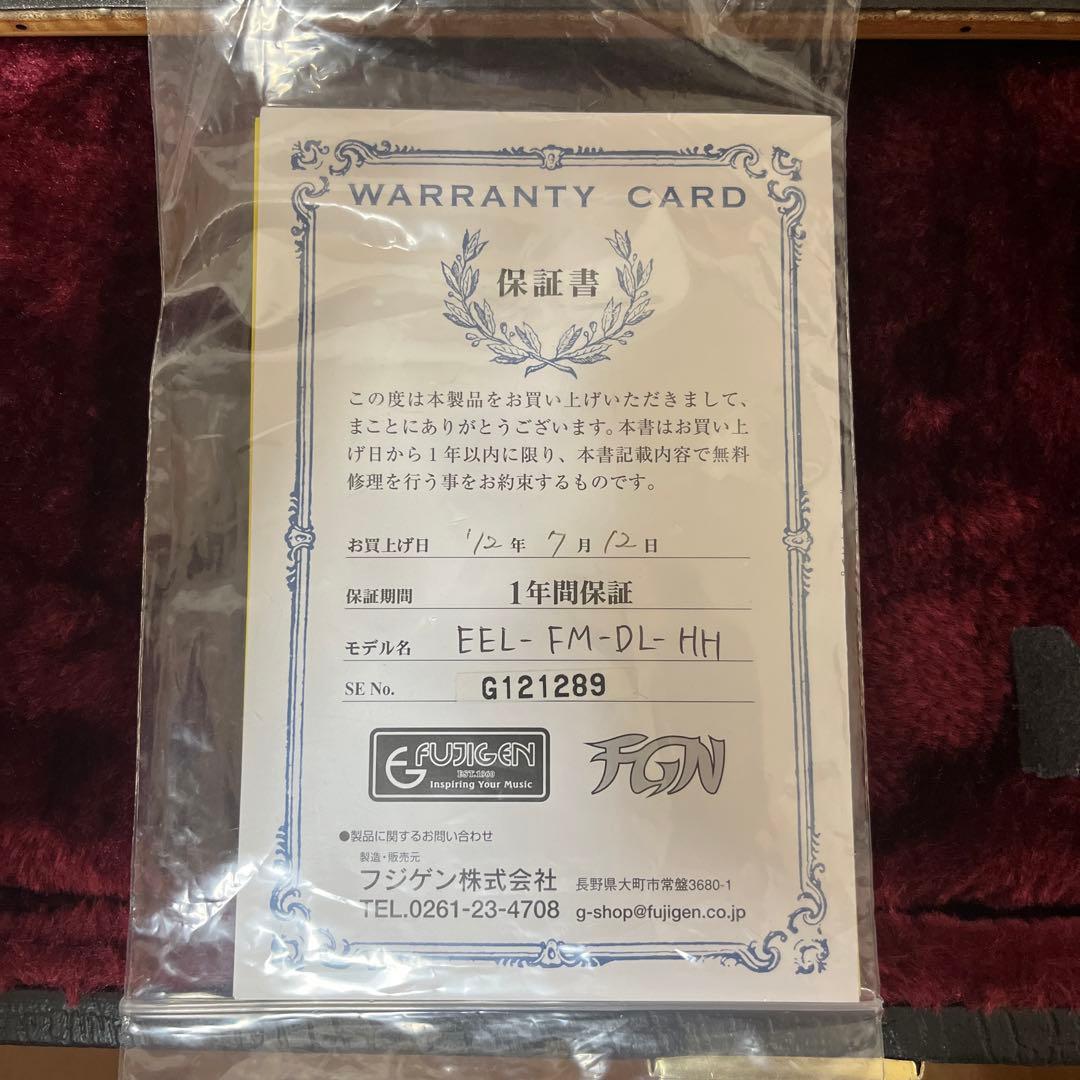 WARRANTY CARD
保証書
この度は本製品をお買い上げいただきまして、
まことにありがとうございます。本書はお買い上
げ日から1年以内に限り、本書記載内容で無料
修理を行う事をお約束するものです。
お買上げ日 '12年 7月 12日
保証期間 1年間保証
モデル名 EEL-FM-DL-HH
SE No. G121289
FUJIGEN
EST.1960
Inspiring Your Music
FGN
●製品に関するお問い合わせ
製造・販売元
フジゲン株式会社 長野県大町市常盤3680-1
TEL.0261-23-4708 g-shop@fujigen.co.jp